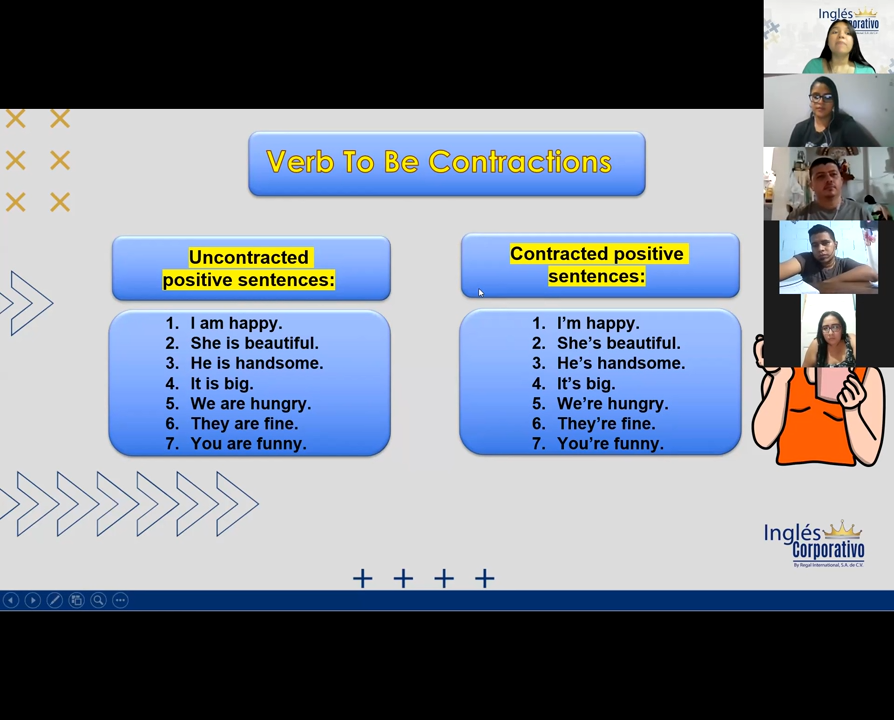 Inglés
Corporativo
Verb To Be Contractions
Uncontracted
positive sentences:
1. I am happy.
2. She is beautiful.
3. He is handsome.
4. It is big.
5. We are hungry.
6. They are fine.
7. You are funny.
Contracted positive
sentences:
1. I'm happy.
2. She's beautiful.
3. He's handsome.
4. It's big.
5. We're hungry.
6. They're fine.
7. You're funny.
Inglés
Corporativo
By Regal International, S.A. de C.V.